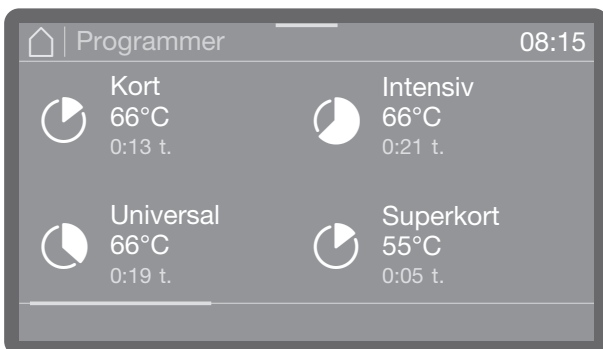 Programmer
08:15
Kort
66°C
0:13 t.
Intensiv
66°C
0:21 t.
Universal
66°C
0:19 t.
Superkort
55°C
0:05 t.